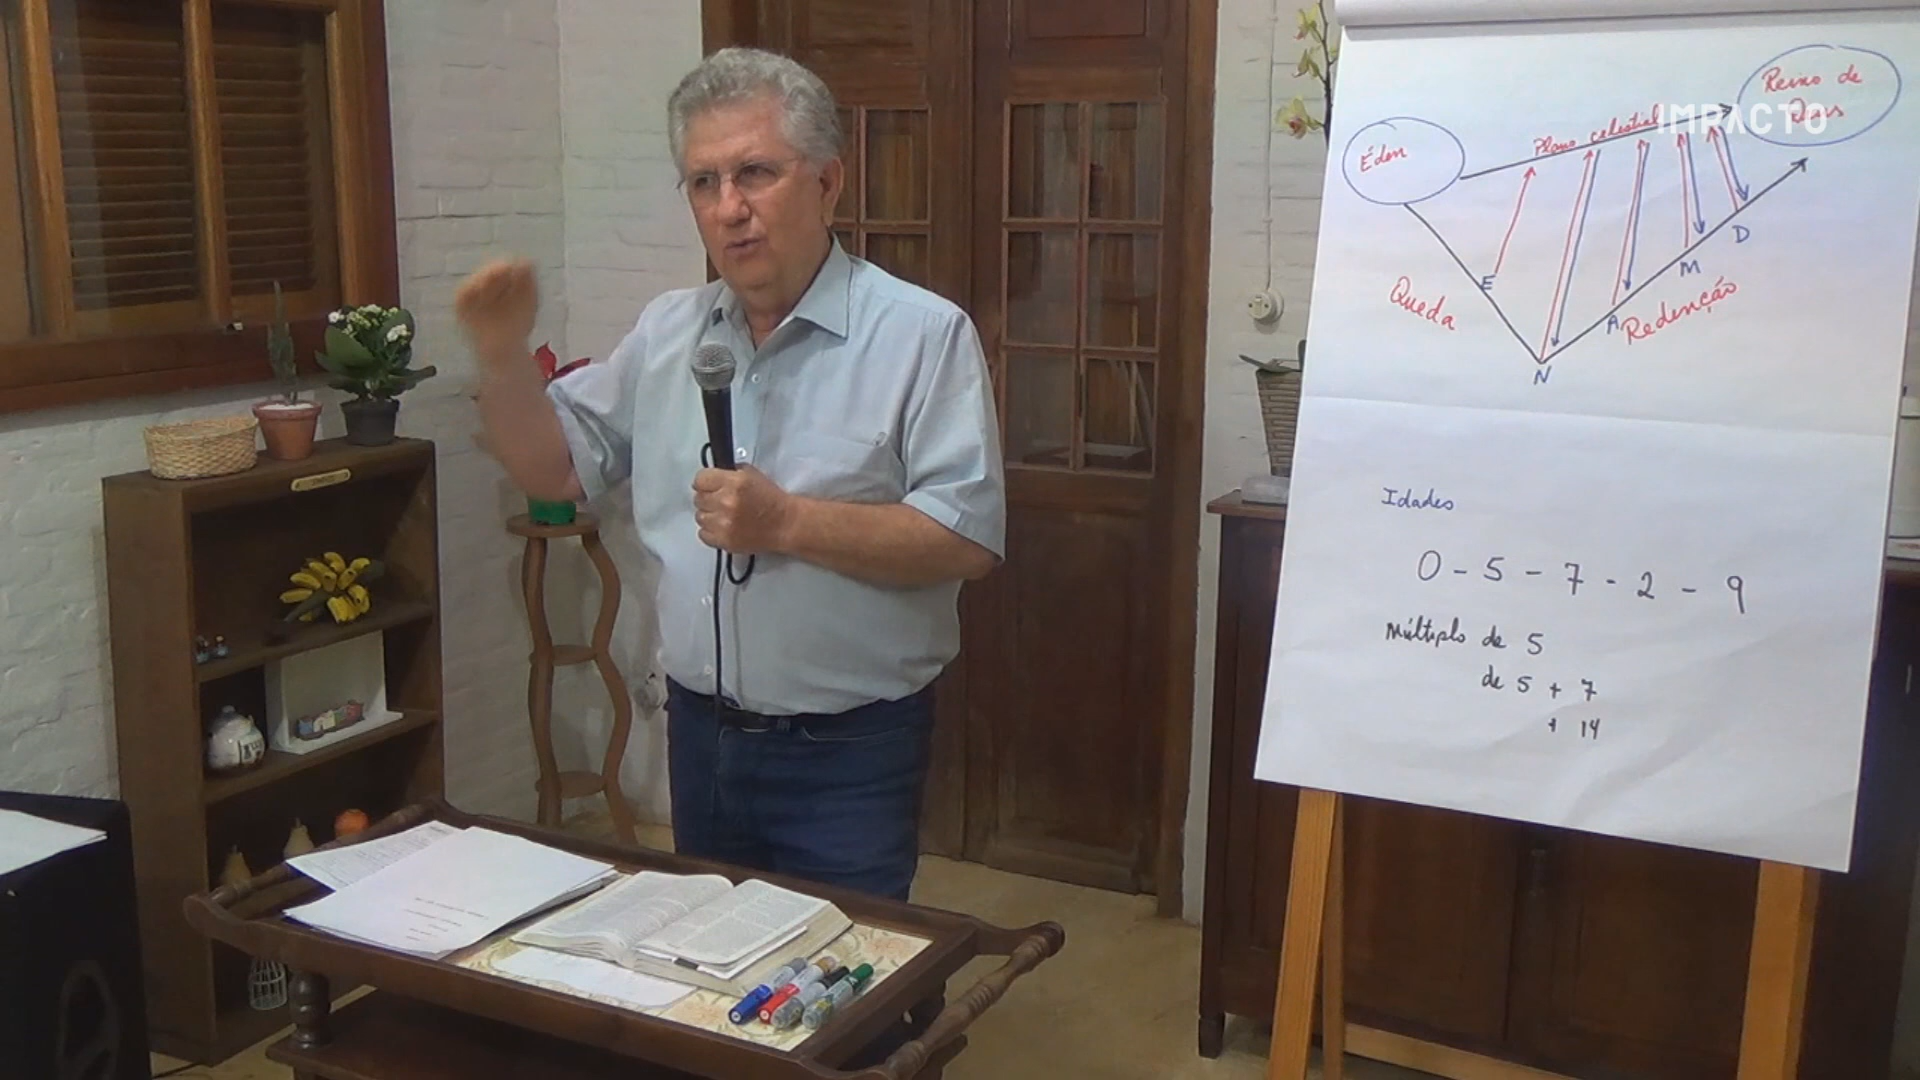 Reino de
Deus
IMPACTO
Plano celestial
Éden
D
M
E
Queda
A
Redenção
N
Idades
0 - 5 - 7 - 2 - 9
Múltiplo de 5
de 5 + 7
+ 14